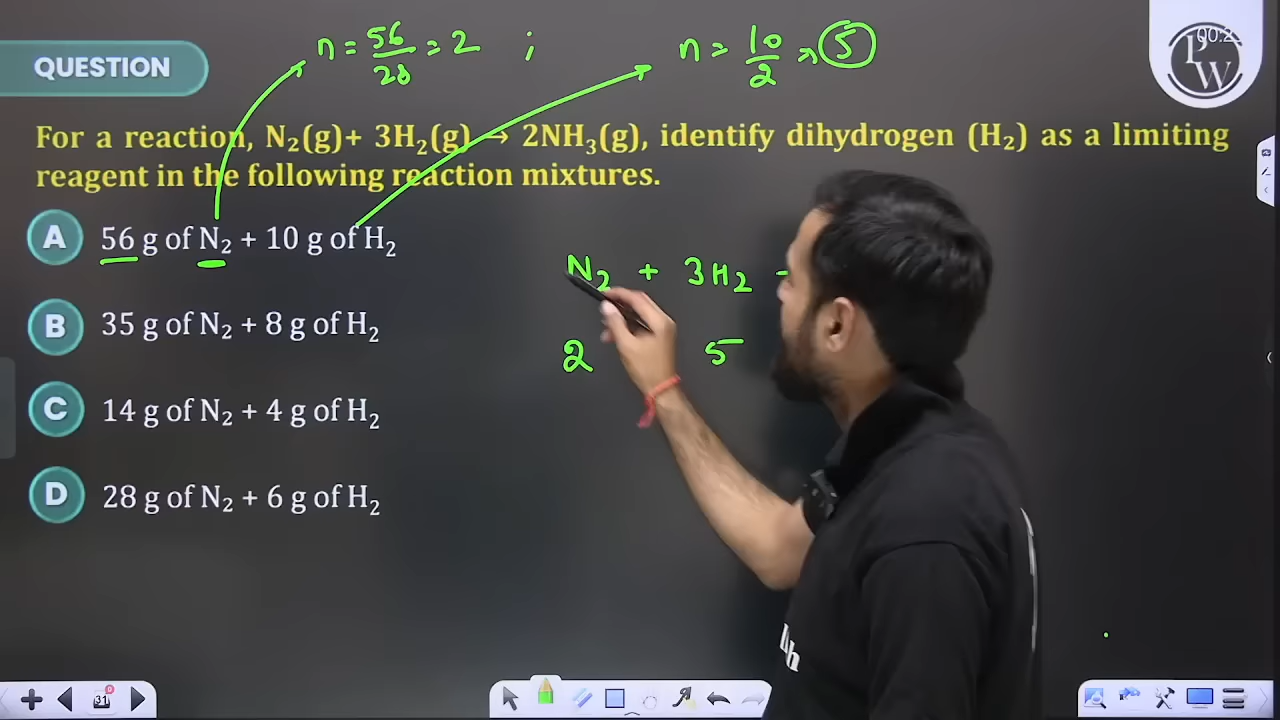 n = 56/28 = 2 ; n = 10/2 = 5
QUESTION
For a reaction, N₂(g)+ 3H₂(g) → 2NH₃(g), identify dihydrogen (H₂) as a limiting
reagent in the following reaction mixtures.
A 56 g of N₂ + 10 g of H₂
B 35 g of N₂ + 8 g of H₂
C 14 g of N₂ + 4 g of H₂
D 28 g of N₂ + 6 g of H₂
N₂ + 3H₂
2 5
31